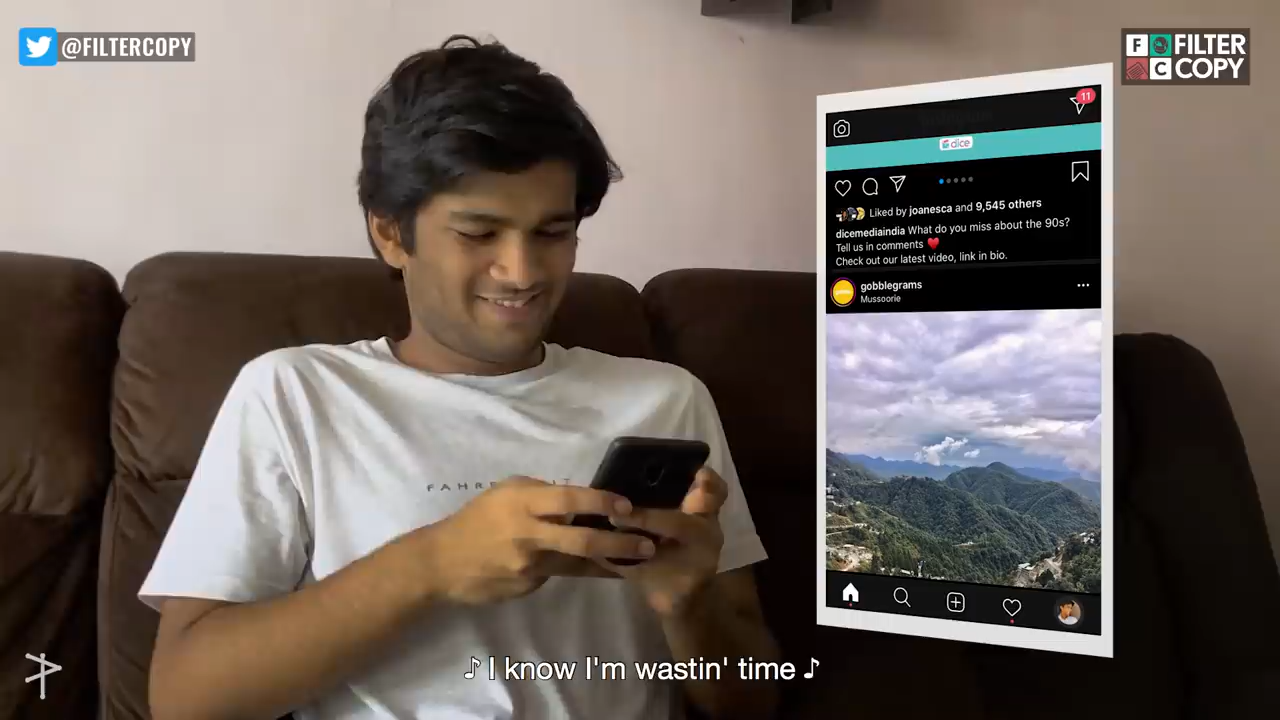 @FILTERCOPY
F FILTER
C COPY
11
dice
Liked by joanesca and 9,545 others
dicemediaindia What do you miss about the 90s?
Tell us in comments ❤️
Check out our latest video, link in bio.
gobblegrams
Mussoorie
♪ I know I'm wastin' time ♪